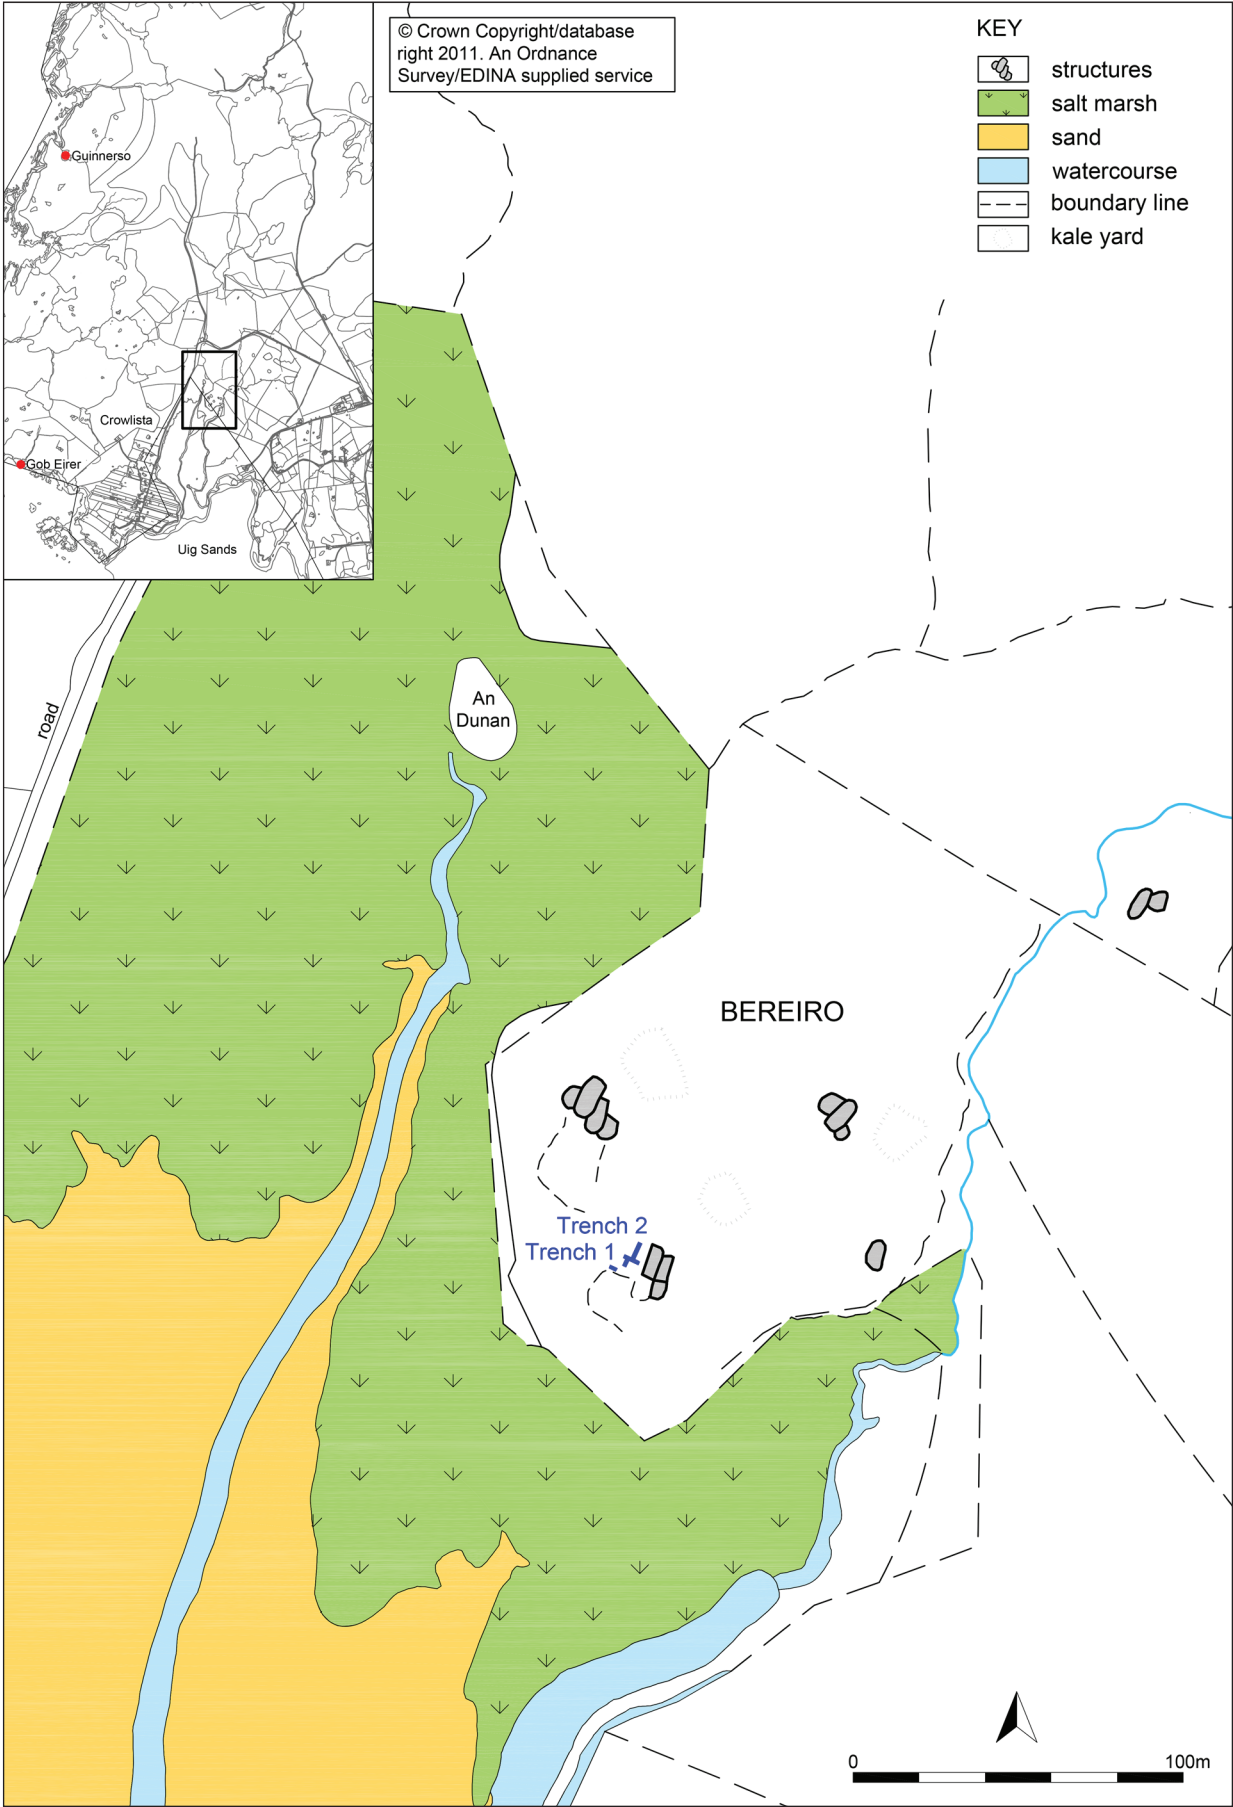 © Crown Copyright/database
right 2011. An Ordnance
Survey/EDINA supplied service
KEY
structures
salt marsh
sand
watercourse
boundary line
kale yard
Guinnerso
Crowlista
Gob Eirer
Uig Sands
road
An
Dunan
BEREIRO
Trench 2
Trench 1
0 100m